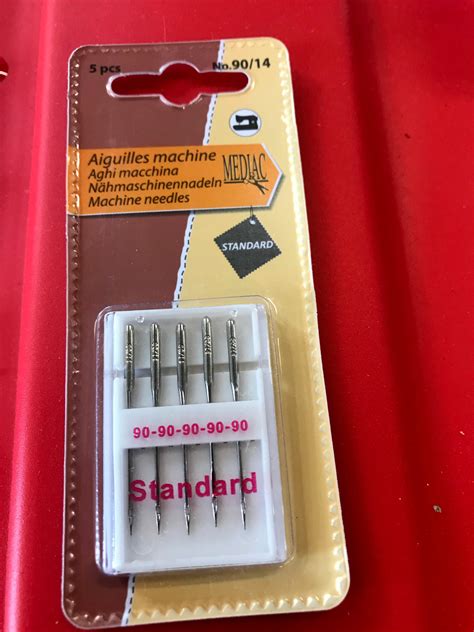 5 pcs
No.90/14
Aiguilles machine
Aghi macchina
Nähmaschinennadeln
Machine needles
MEDIAC
STANDARD
90-90-90-90-90
Standard